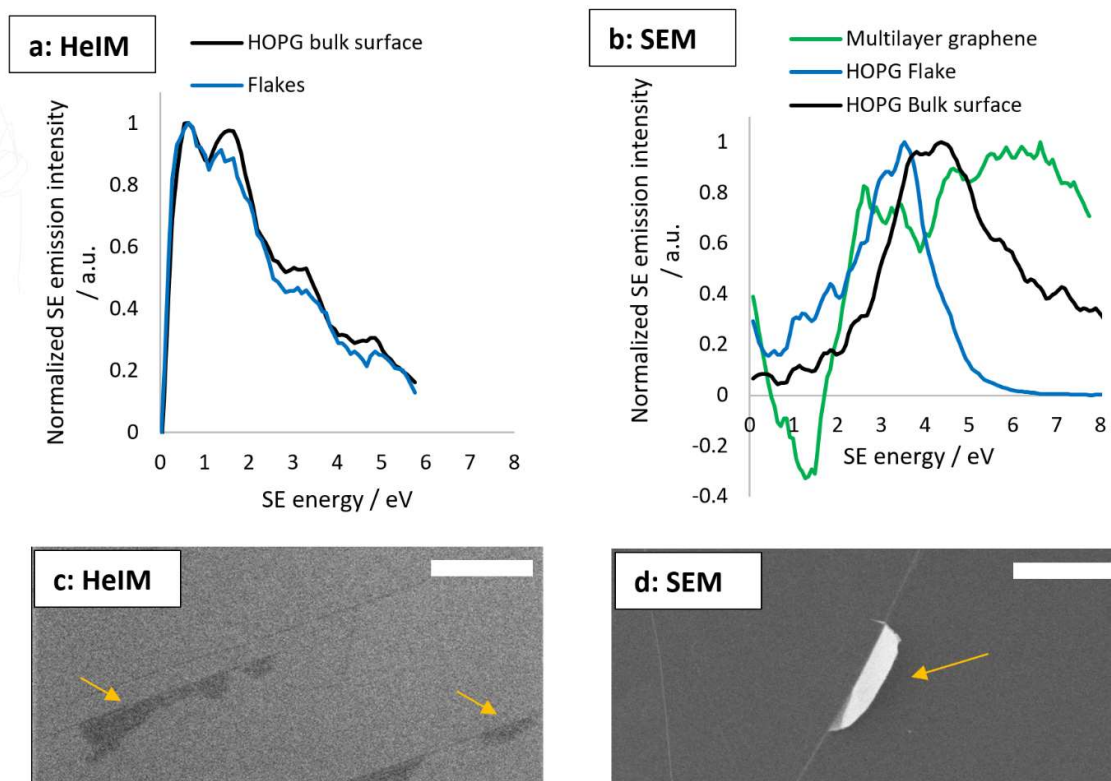 a: HeIM
HOPG bulk surface
Flakes
Normalized SE emission intensity
/ a.u.
1
0.8
0.6
0.4
0.2
0
0 1 2 3 4 5 6 7 8
SE energy / eV
b: SEM
Multilayer graphene
HOPG Flake
HOPG Bulk surface
Normalized SE emission intensity
/ a.u.
1
0.8
0.6
0.4
0.2
0
-0.2
-0.4
0 1 2 3 4 5 6 7 8
SE energy / eV
c: HeIM
d: SEM